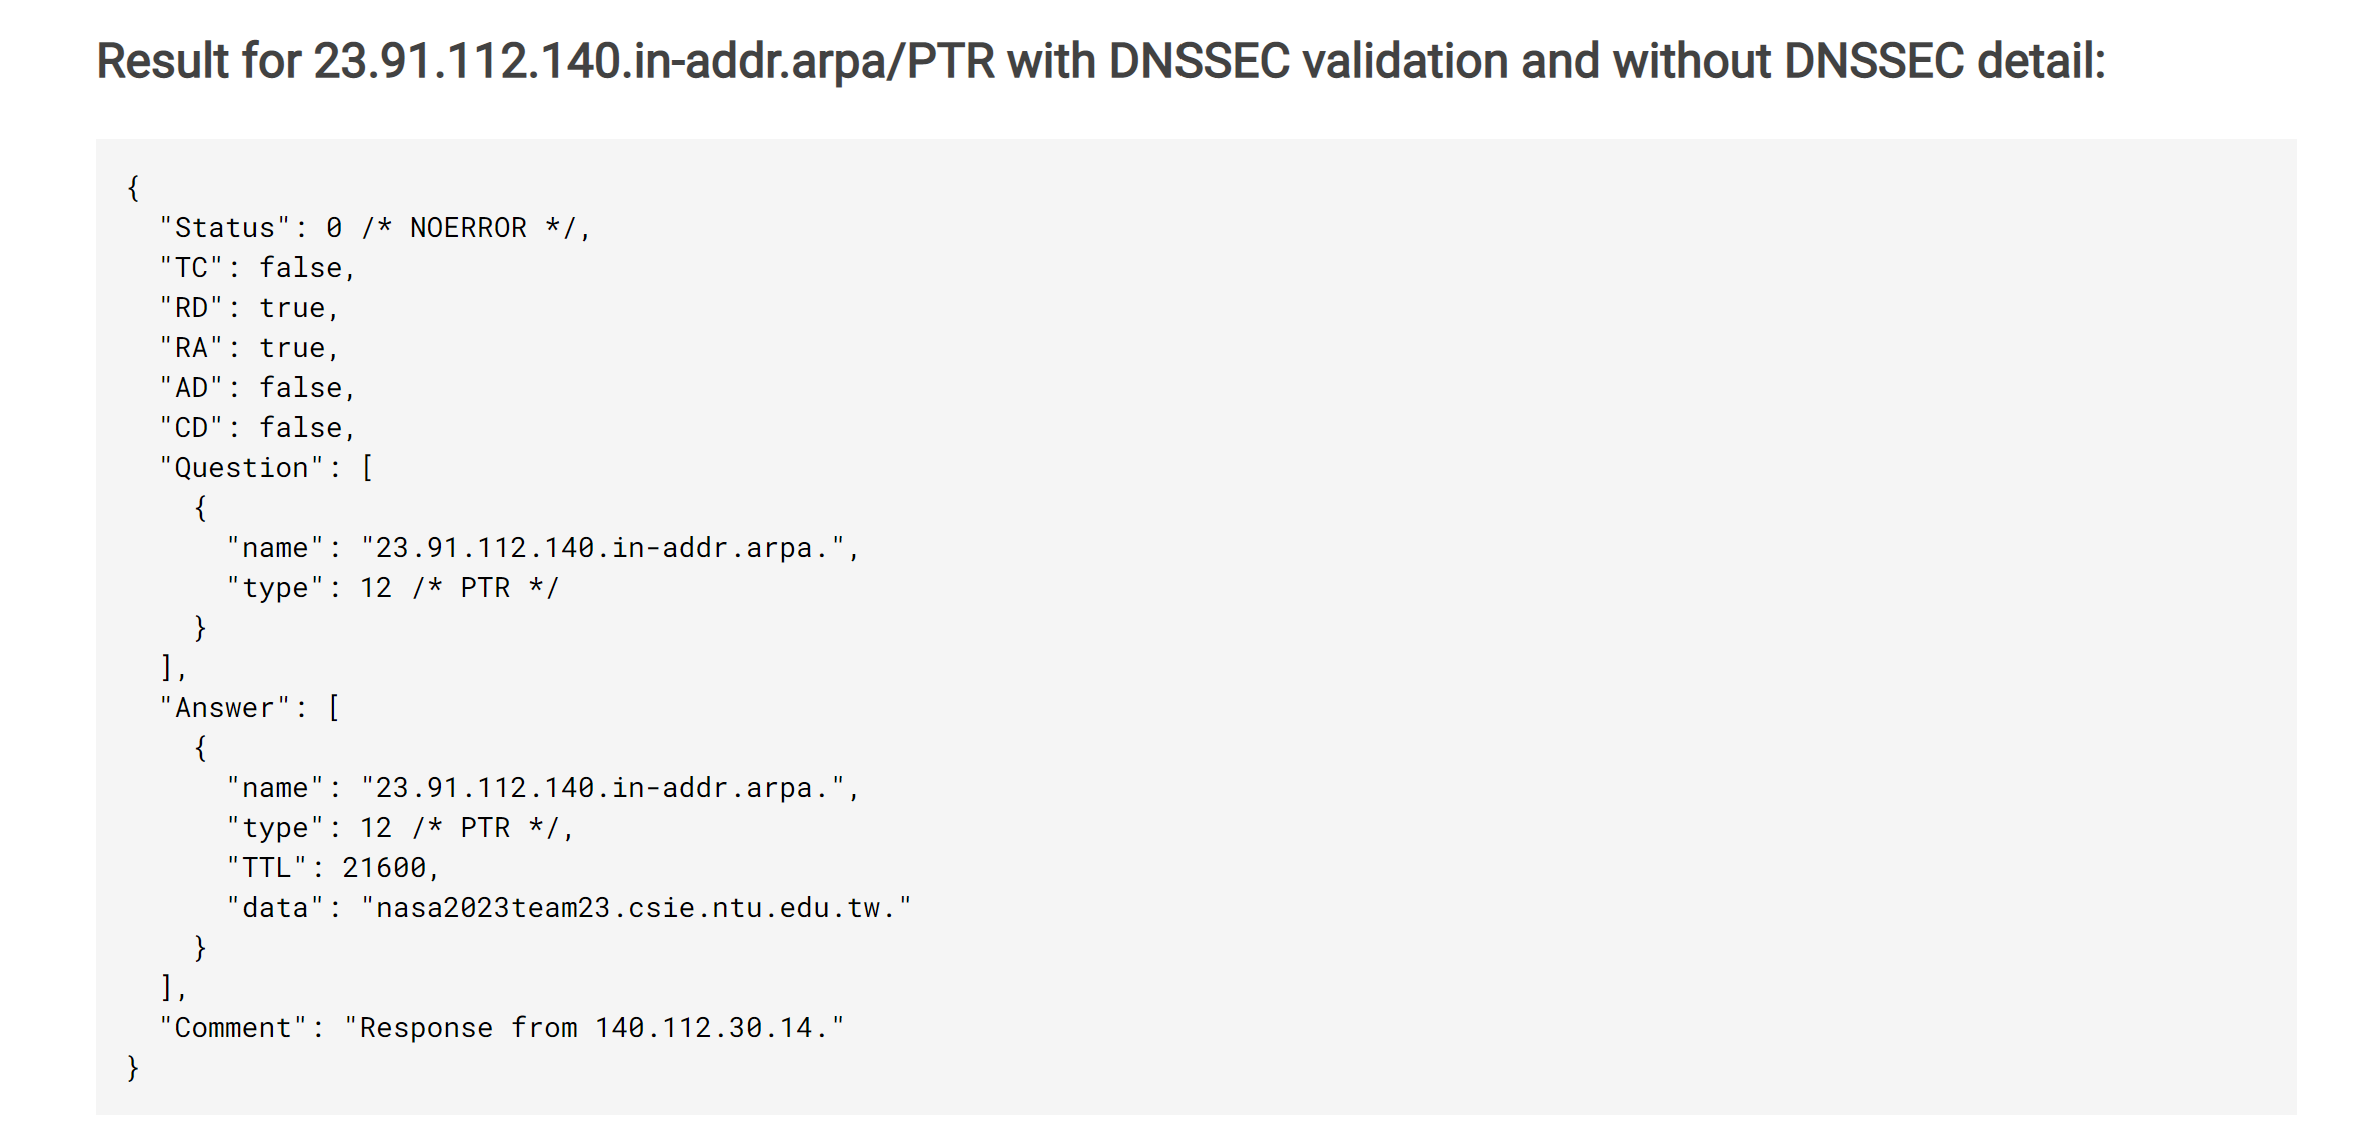 Result for 23.91.112.140.in-addr.arpa/PTR with DNSSEC validation and without DNSSEC detail:
{
  "Status": 0 /* NOERROR */,
  "TC": false,
  "RD": true,
  "RA": true,
  "AD": false,
  "CD": false,
  "Question": [
    {
      "name": "23.91.112.140.in-addr.arpa.",
      "type": 12 /* PTR */
    }
  ],
  "Answer": [
    {
      "name": "23.91.112.140.in-addr.arpa.",
      "type": 12 /* PTR */,
      "TTL": 21600,
      "data": "nasa2023team23.csie.ntu.edu.tw."
    }
  ],
  "Comment": "Response from 140.112.30.14."
}